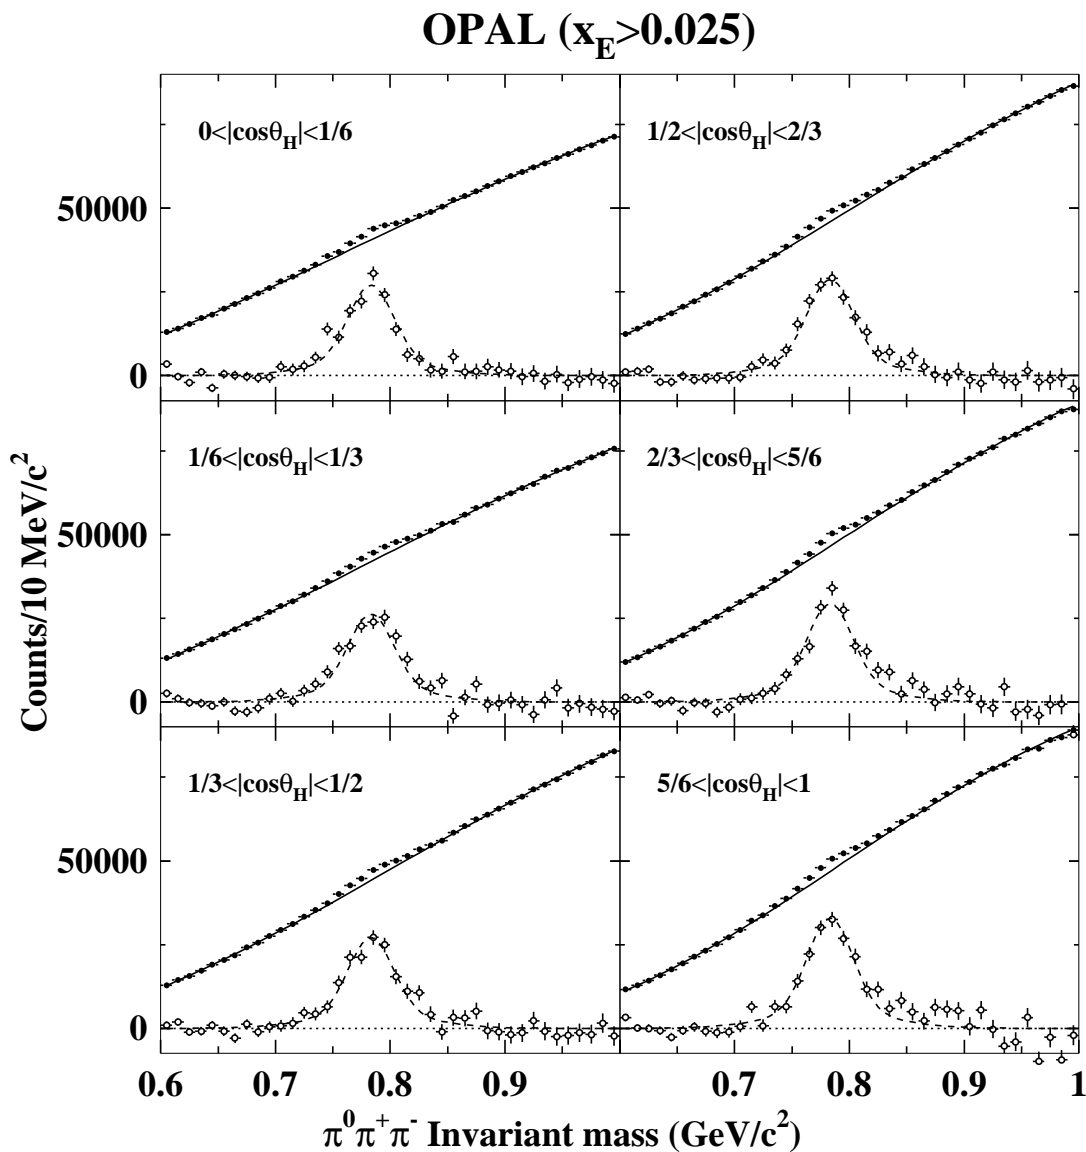 OPAL (x_E>0.025)
0<|cosθ_H|<1/6
1/2<|cosθ_H|<2/3
50000
0
1/6<|cosθ_H|<1/3
2/3<|cosθ_H|<5/6
50000
0
1/3<|cosθ_H|<1/2
5/6<|cosθ_H|<1
50000
0
Counts/10 MeV/c²
0.6 0.7 0.8 0.9 0.7 0.8 0.9 1
π⁰π⁺π⁻ Invariant mass (GeV/c²)